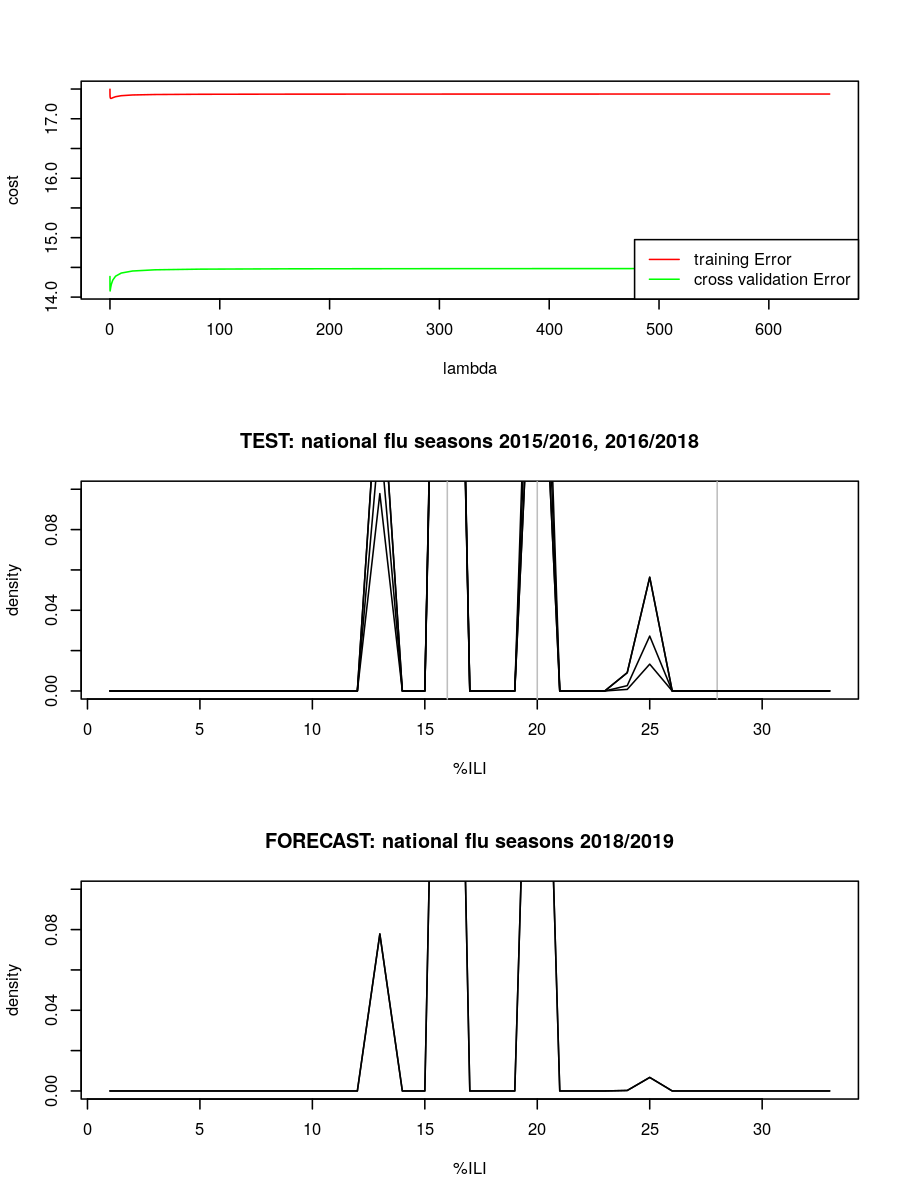 cost
17.0
16.0
15.0
14.0
training Error
cross validation Error
0 100 200 300 400 500 600
lambda
TEST: national flu seasons 2015/2016, 2016/2018
density
0.08
0.04
0.00
0 5 10 15 20 25 30
%ILI
FORECAST: national flu seasons 2018/2019
density
0.08
0.04
0.00
0 5 10 15 20 25 30
%ILI